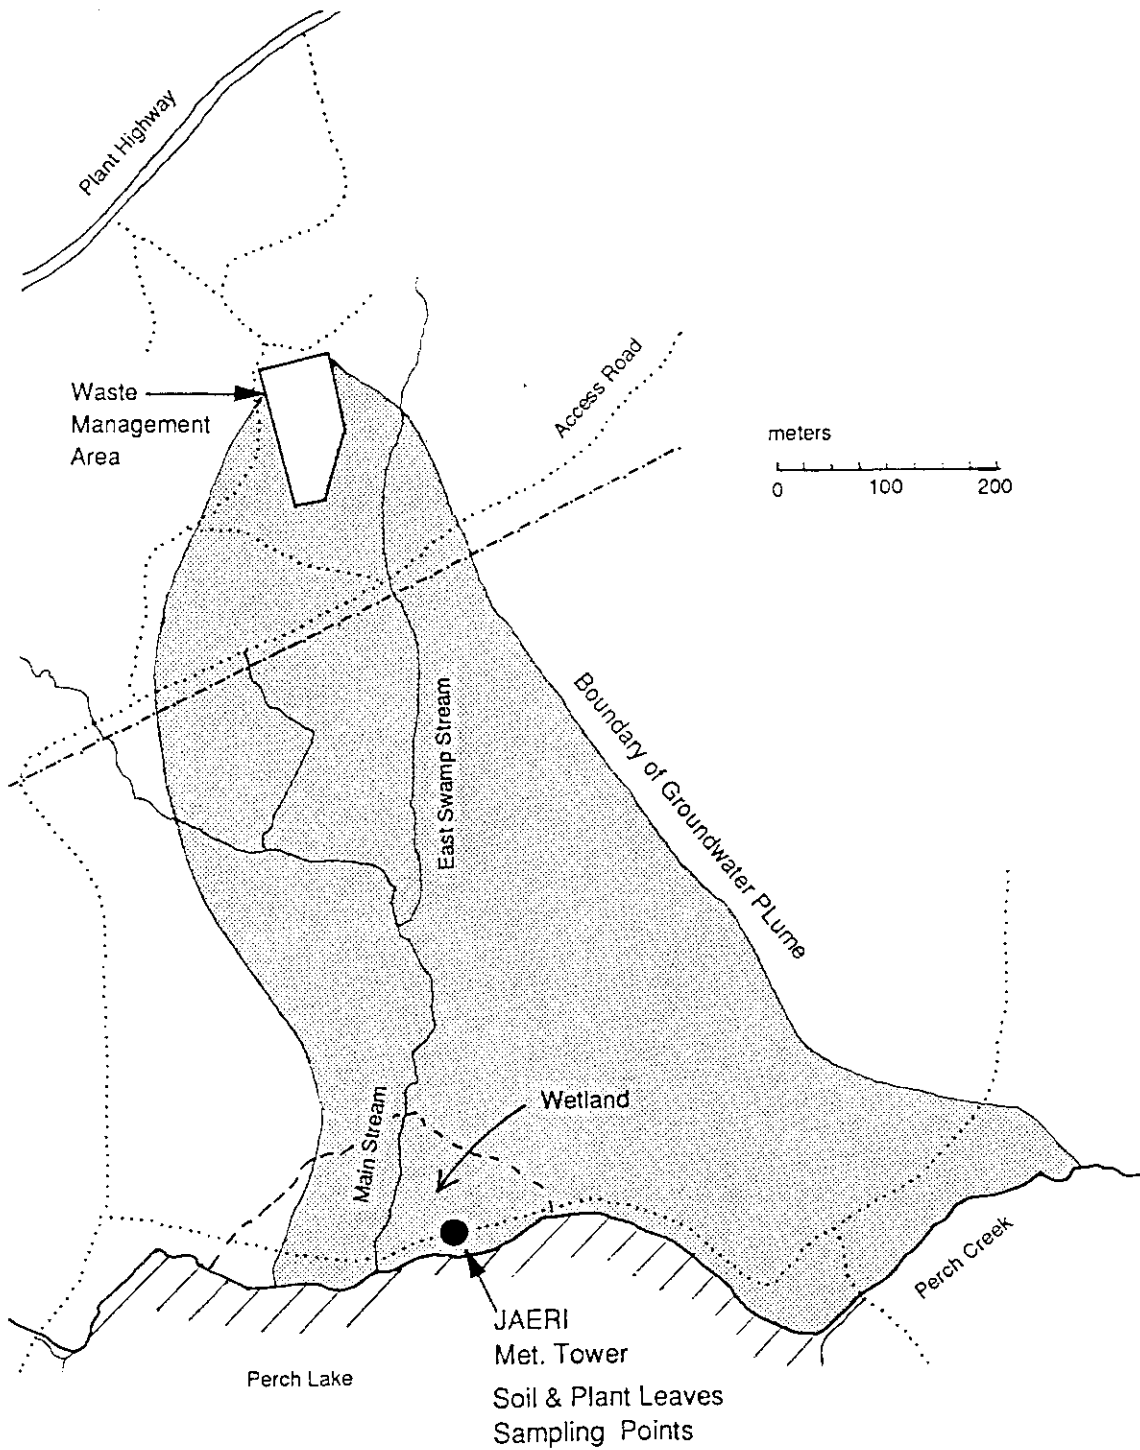 Plant Highway
Waste
Management
Area
Access Road
meters
0 100 200
East Swamp Stream
Boundary of Groundwater PLume
Wetland
Main Stream
Perch Creek
JAERI
Met. Tower
Perch Lake
Soil & Plant Leaves
Sampling Points